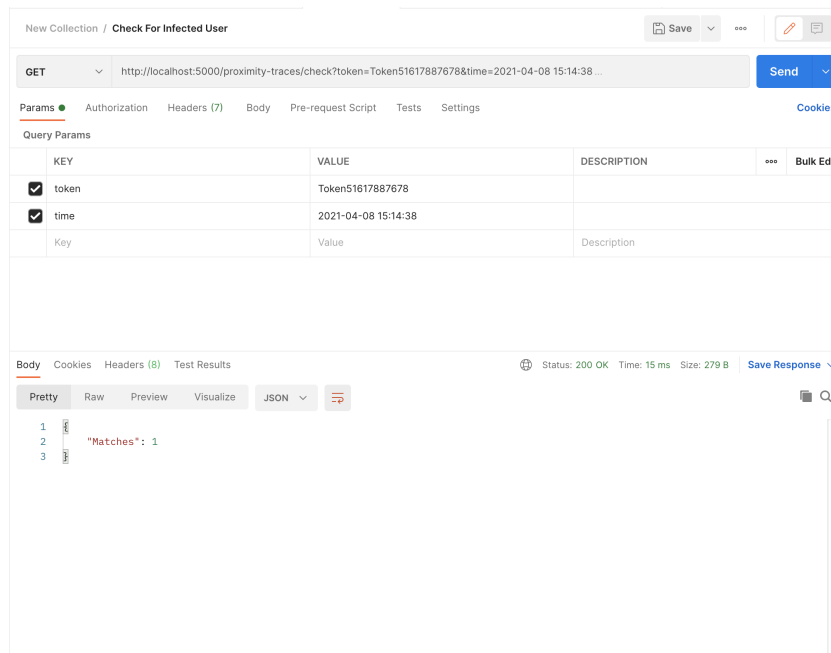 New Collection / Check For Infected User
Save
GET
http://localhost:5000/proximity-traces/check?token=Token51617887678&time=2021-04-08 15:14:38 ...
Send
Params Authorization Headers (7) Body Pre-request Script Tests Settings
Cookie
Query Params
KEY VALUE DESCRIPTION Bulk Ed
token Token51617887678
time 2021-04-08 15:14:38
Key Value Description
Body Cookies Headers (8) Test Results
Status: 200 OK Time: 15 ms Size: 279 B Save Response
Pretty Raw Preview Visualize JSON
1 {
2 "Matches": 1
3 }